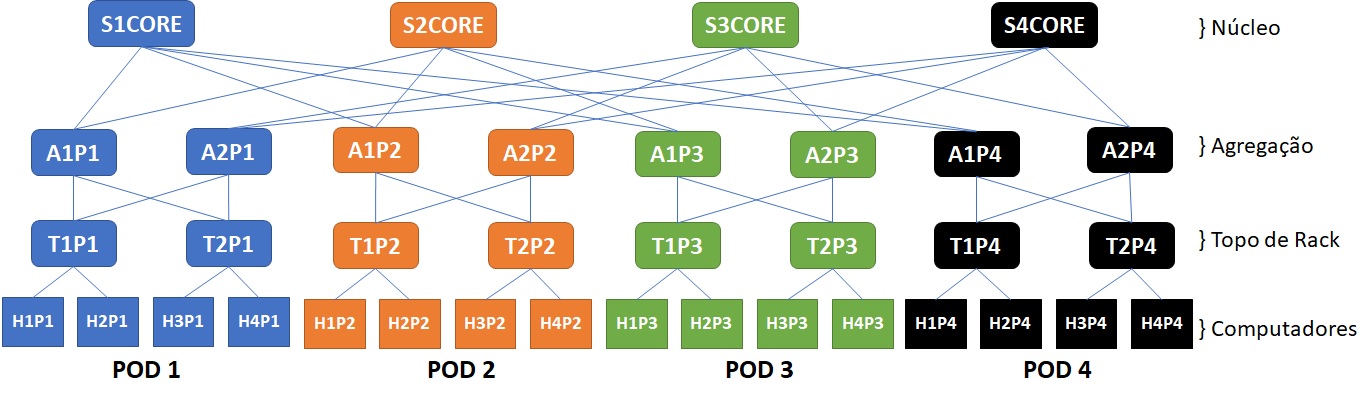 S1CORE S2CORE S3CORE S4CORE } Núcleo
A1P1 A2P1 A1P2 A2P2 A1P3 A2P3 A1P4 A2P4 } Agregação
T1P1 T2P1 T1P2 T2P2 T1P3 T2P3 T1P4 T2P4 } Topo de Rack
H1P1 H2P1 H3P1 H4P1 H1P2 H2P2 H3P2 H4P2 H1P3 H2P3 H3P3 H4P3 H1P4 H2P4 H3P4 H4P4 } Computadores
POD 1 POD 2 POD 3 POD 4